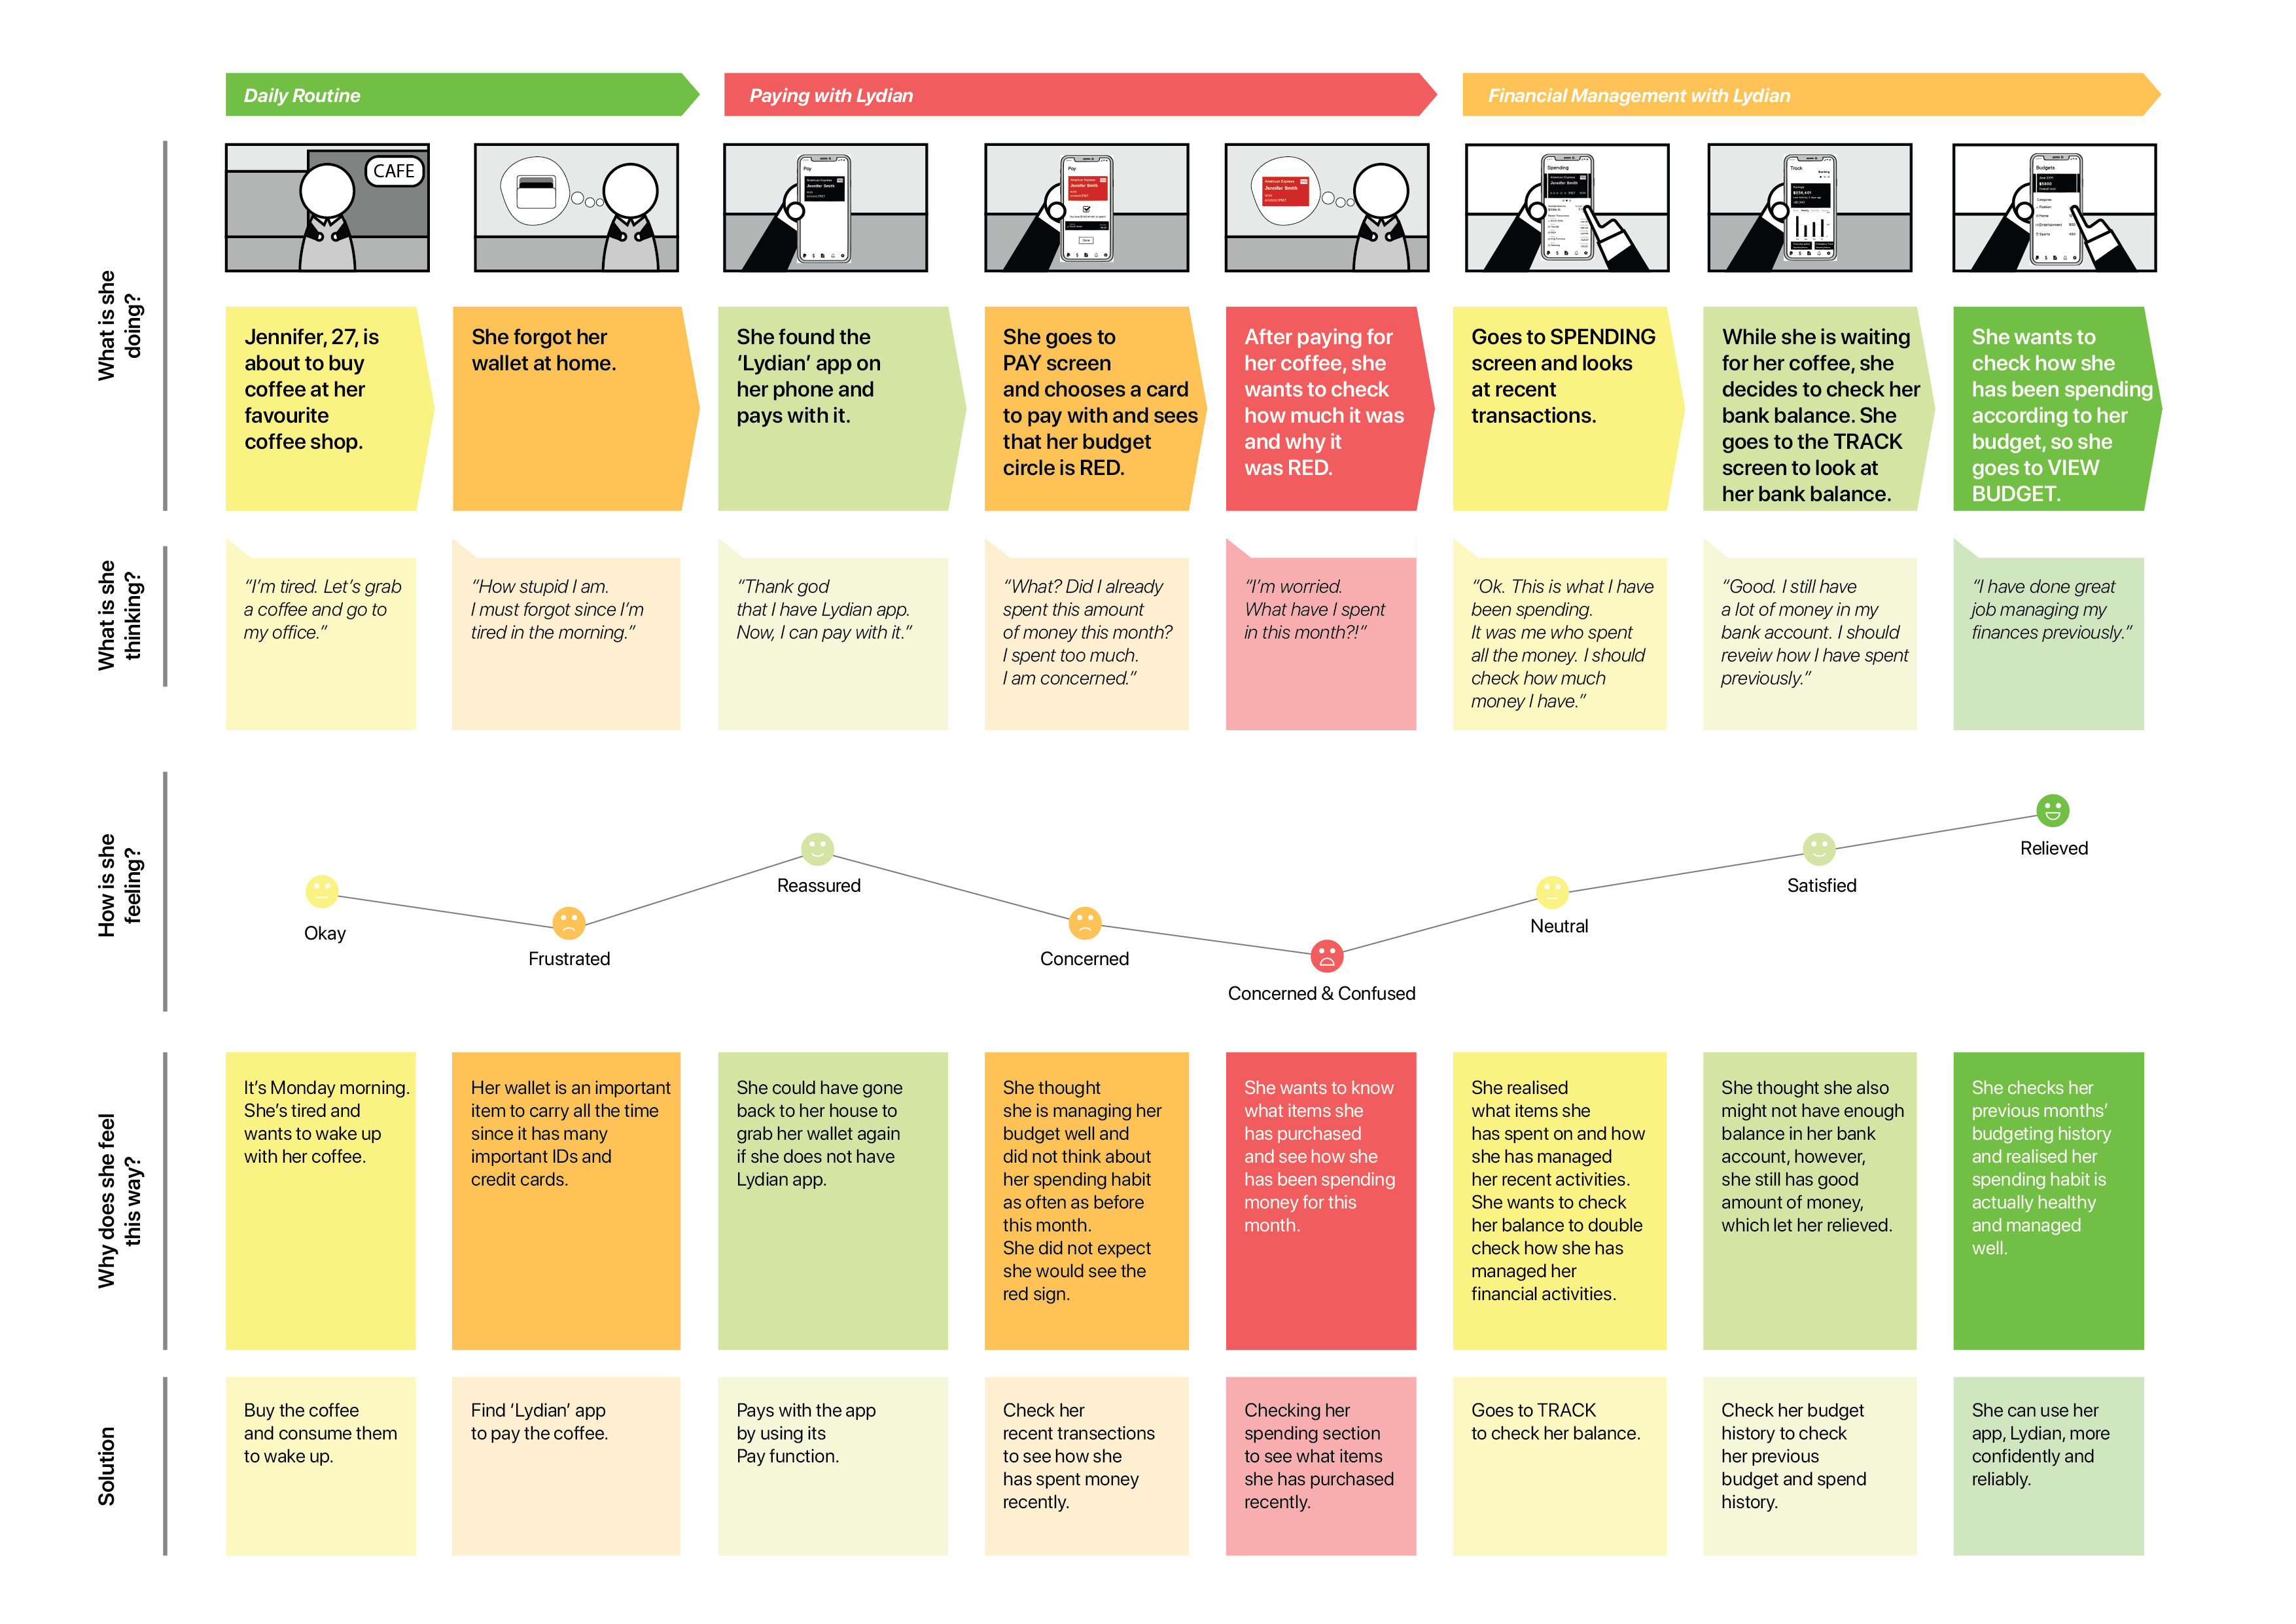 Daily Routine
Paying with Lydian
Financial Management with Lydian
What is she
doing?
CAFE
Pay
American Express
Jennifer Smith
Pay
American Express
Jennifer Smith
Spending
American Express
Jennifer Smith
Track
Budgets
$5900
Fashion
Home
Entertainment
Sports
Jennifer, 27, is
about to buy
coffee at her
favourite
coffee shop.
She forgot her
wallet at home.
She found the
‘Lydian’ app on
her phone and
pays with it.
She goes to
PAY screen
and chooses a card
to pay with and sees
that her budget
circle is RED.
After paying for
her coffee, she
wants to check
how much it was
and why it
was RED.
Goes to SPENDING
screen and looks
at recent
transactions.
While she is waiting
for her coffee, she
decides to check her
bank balance. She
goes to the TRACK
screen to look at
her bank balance.
She wants to
check how she
has been spending
according to her
budget, so she
goes to VIEW
BUDGET.
What is she
thinking?
“I’m tired. Let’s grab
a coffee and go to
my office.”
“How stupid I am.
I must forgot since I’m
tired in the morning.”
“Thank god
that I have Lydian app.
Now, I can pay with it.”
“What? Did I already
spent this amount
of money this month?
I spent too much.
I am concerned.”
“I’m worried.
What have I spent
in this month?!”
“Ok. This is what I have
been spending.
It was me who spent
all the money. I should
check how much
money I have.”
“Good. I still have
a lot of money in my
bank account. I should
reveiw how I have spent
previously.”
“I have done great
job managing my
finances previously.”
How is she
feeling?
Okay
Frustrated
Reassured
Concerned
Concerned & Confused
Neutral
Satisfied
Relieved
Why does she feel
this way?
It’s Monday morning.
She’s tired and
wants to wake up
with her coffee.
Her wallet is an important
item to carry all the time
since it has many
important IDs and
credit cards.
She could have gone
back to her house to
grab her wallet again
if she does not have
Lydian app.
She thought
she is managing her
budget well and
did not think about
her spending habit
as often as before
this month.
She did not expect
she would see the
red sign.
She wants to know
what items she
has purchased
and see how she
has been spending
money for this
month.
She realised
what items she
has spent on and how
she has managed
her recent activities.
She wants to check
her balance to double
check how she has
managed her
financial activities.
She thought she also
might not have enough
balance in her bank
account, however,
she still has good
amount of money,
which let her relieved.
She checks her
previous months’
budgeting history
and realised her
spending habit is
actually healthy
and managed
well.
Solution
Buy the coffee
and consume them
to wake up.
Find ‘Lydian’ app
to pay the coffee.
Pays with the app
by using its
Pay function.
Check her
recent transections
to see how she
has spent money
recently.
Checking her
spending section
to see what items
she has purchased
recently.
Goes to TRACK
to check her balance.
Check her budget
history to check
her previous
budget and spend
history.
She can use her
app, Lydian, more
confidently and
reliably.